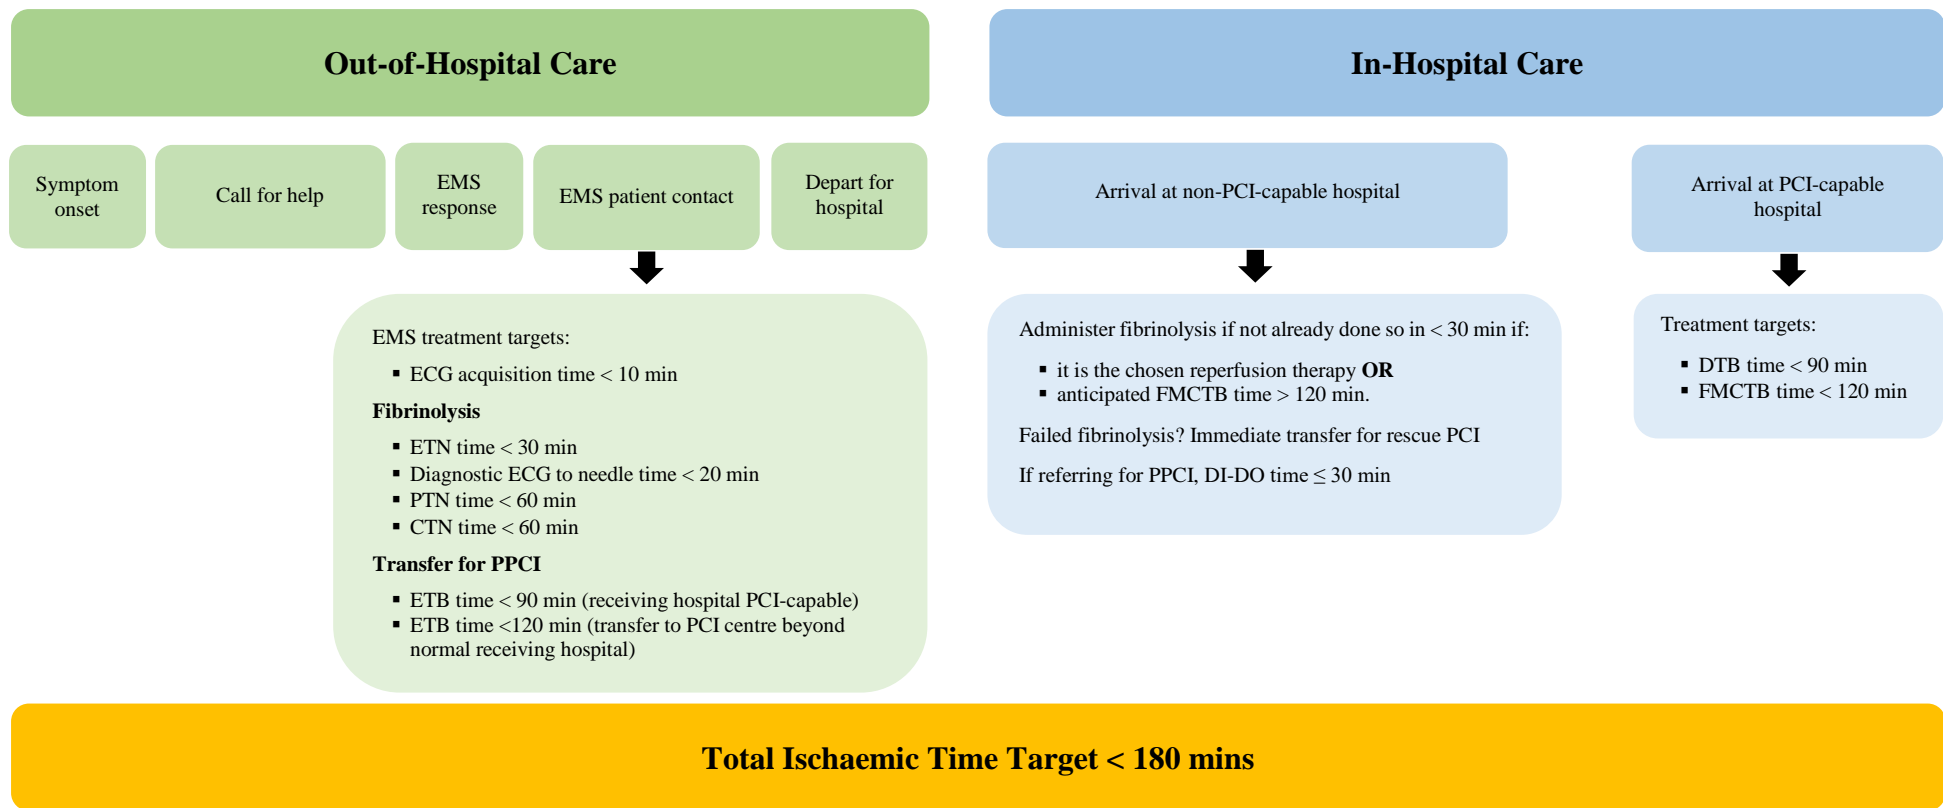 Out-of-Hospital Care
In-Hospital Care
Symptom
onset
Call for help
EMS
response
EMS patient contact
Depart for
hospital
Arrival at non-PCI-capable hospital
Arrival at PCI-capable
hospital
EMS treatment targets:
▪ ECG acquisition time < 10 min
Fibrinolysis
▪ ETN time < 30 min
▪ Diagnostic ECG to needle time < 20 min
▪ PTN time < 60 min
▪ CTN time < 60 min
Transfer for PPCI
▪ ETB time < 90 min (receiving hospital PCI-capable)
▪ ETB time <120 min (transfer to PCI centre beyond
normal receiving hospital)
Administer fibrinolysis if not already done so in < 30 min if:
▪ it is the chosen reperfusion therapy OR
▪ anticipated FMCTB time > 120 min.
Failed fibrinolysis? Immediate transfer for rescue PCI
If referring for PPCI, DI-DO time ≤ 30 min
Treatment targets:
▪ DTB time < 90 min
▪ FMCTB time < 120 min
Total Ischaemic Time Target < 180 mins